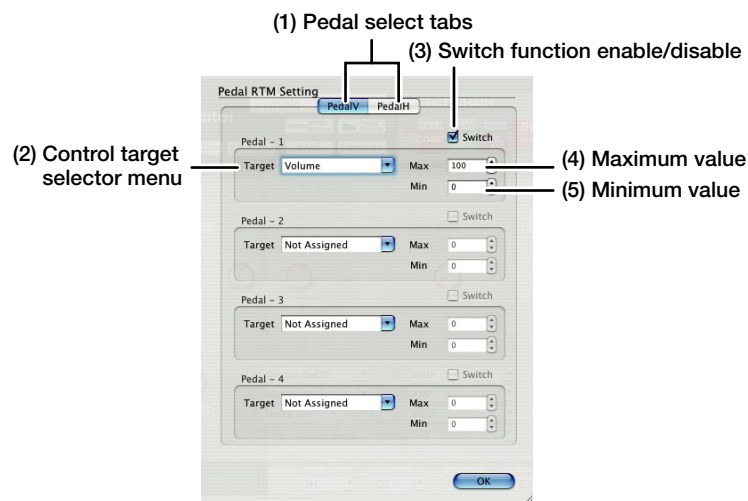 (1) Pedal select tabs
(3) Switch function enable/disable
Pedal RTM Setting
PedalV PedalH
Pedal – 1
Switch
(2) Control target
selector menu
Target Volume Max 100
(4) Maximum value
Min 0
(5) Minimum value
Pedal – 2
Switch
Target Not Assigned Max 0
Min 0
Pedal – 3
Switch
Target Not Assigned Max 0
Min 0
Pedal – 4
Switch
Target Not Assigned Max 0
Min 0
OK